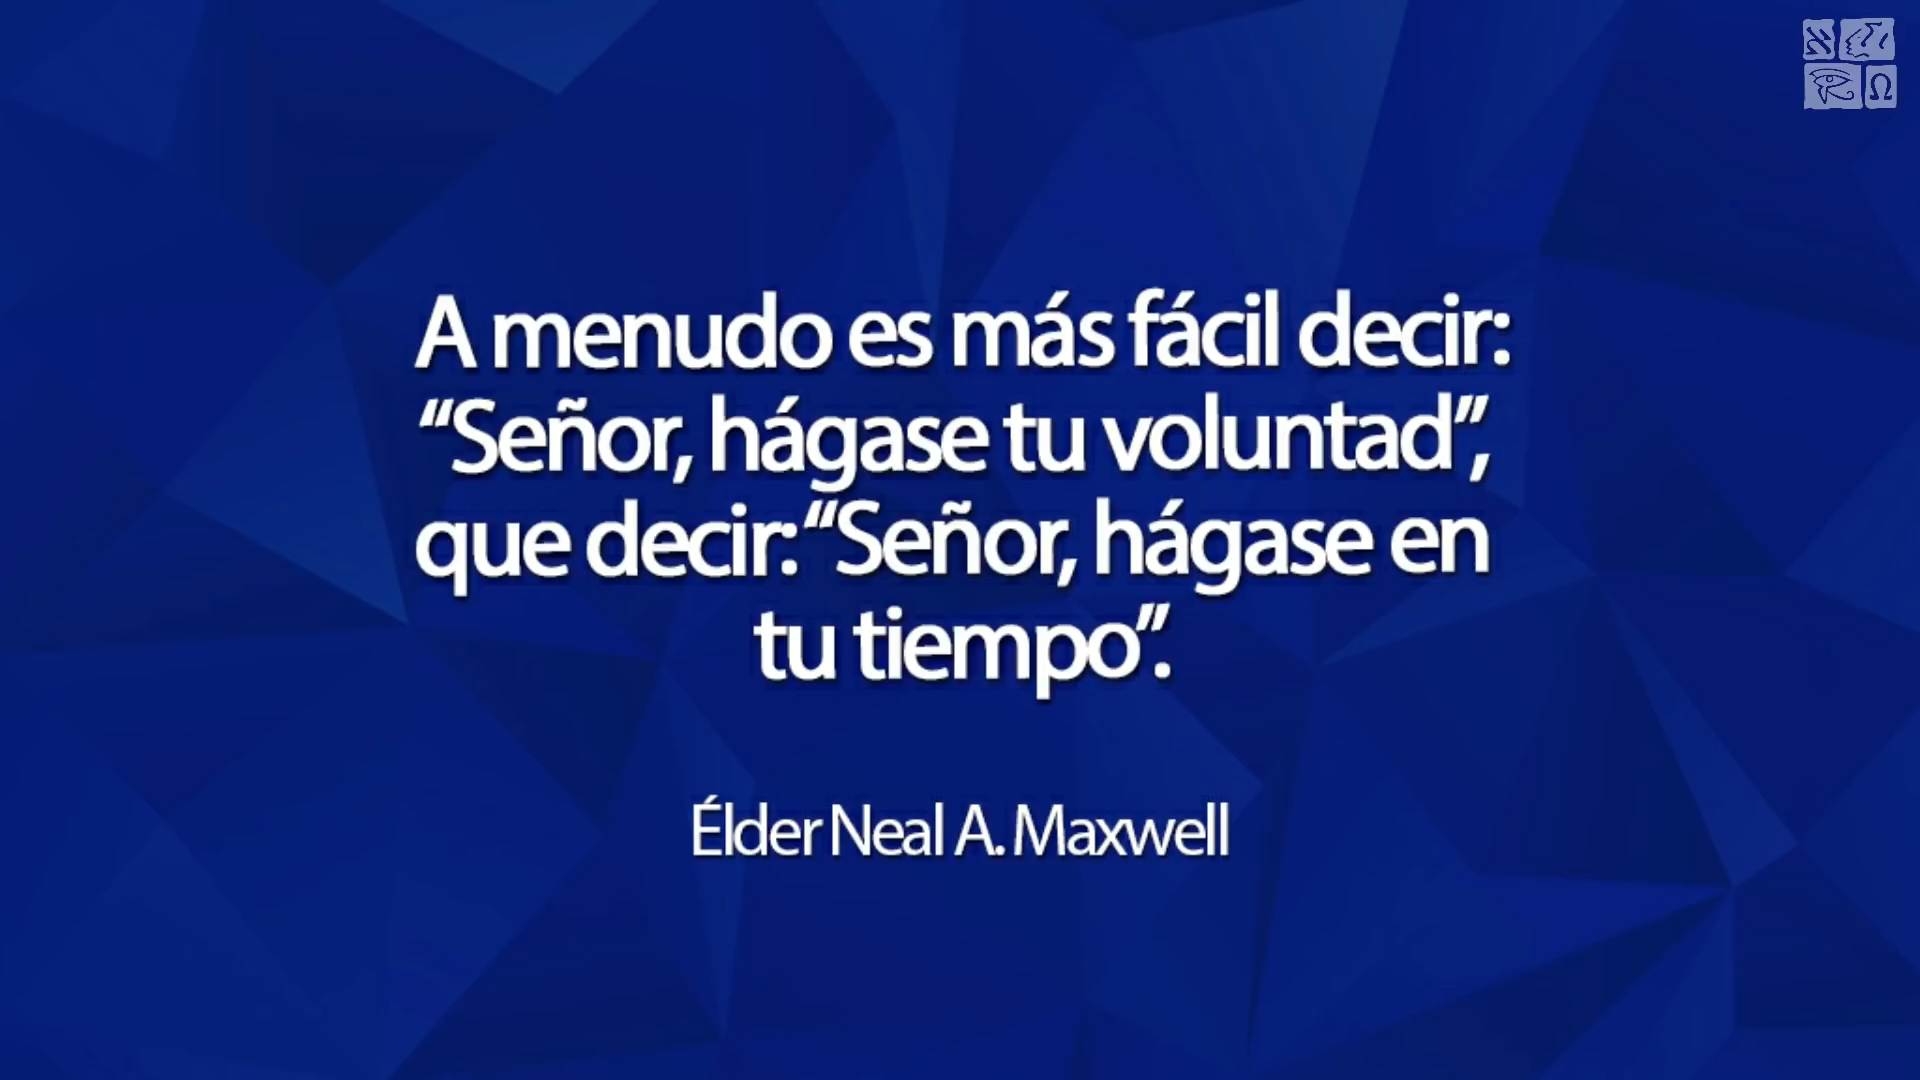 A menudo es más fácil decir:
“Señor, hágase tu voluntad”,
que decir: “Señor, hágase en
tu tiempo”.
Élder Neal A. Maxwell